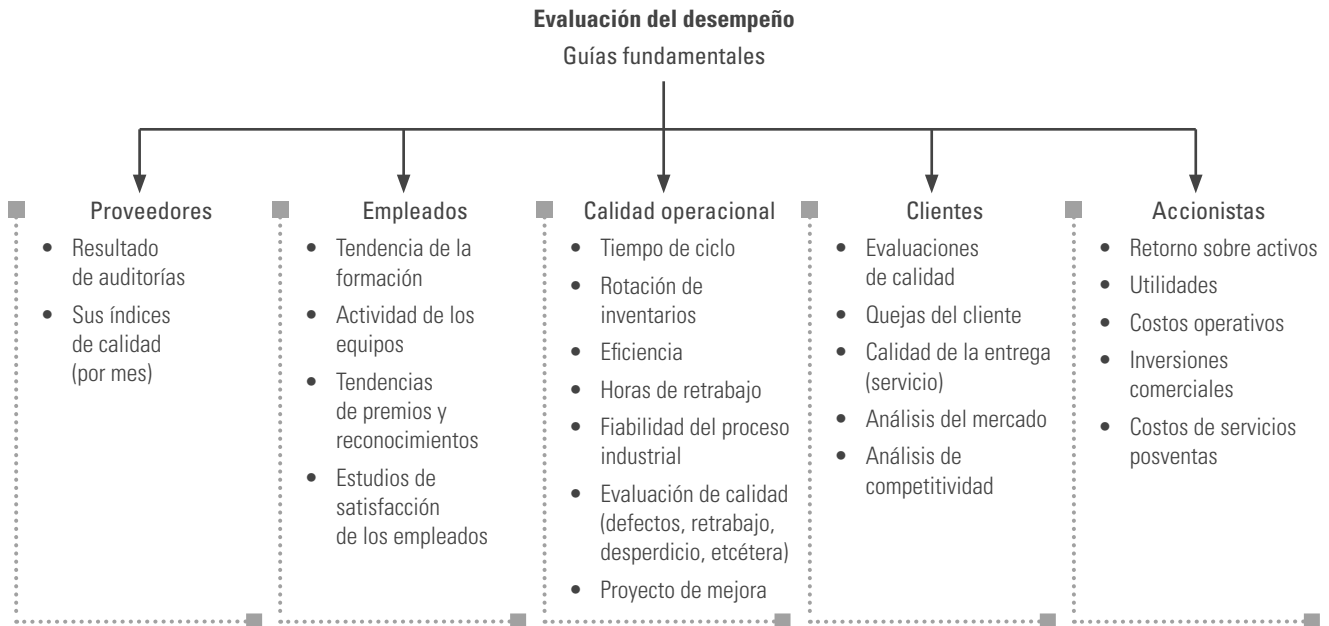 Evaluación del desempeño
Guías fundamentales
Proveedores
• Resultado
de auditorías
• Sus índices
de calidad
(por mes)
Empleados
• Tendencia de la
formación
• Actividad de los
equipos
• Tendencias
de premios y
reconocimientos
• Estudios de
satisfacción
de los empleados
Calidad operacional
• Tiempo de ciclo
• Rotación de
inventarios
• Eficiencia
• Horas de retrabajo
• Fiabilidad del proceso
industrial
• Evaluación de calidad
(defectos, retrabajo,
desperdicio, etcétera)
• Proyecto de mejora
Clientes
• Evaluaciones
de calidad
• Quejas del cliente
• Calidad de la entrega
(servicio)
• Análisis del mercado
• Análisis de
competitividad
Accionistas
• Retorno sobre activos
• Utilidades
• Costos operativos
• Inversiones
comerciales
• Costos de servicios
posventas